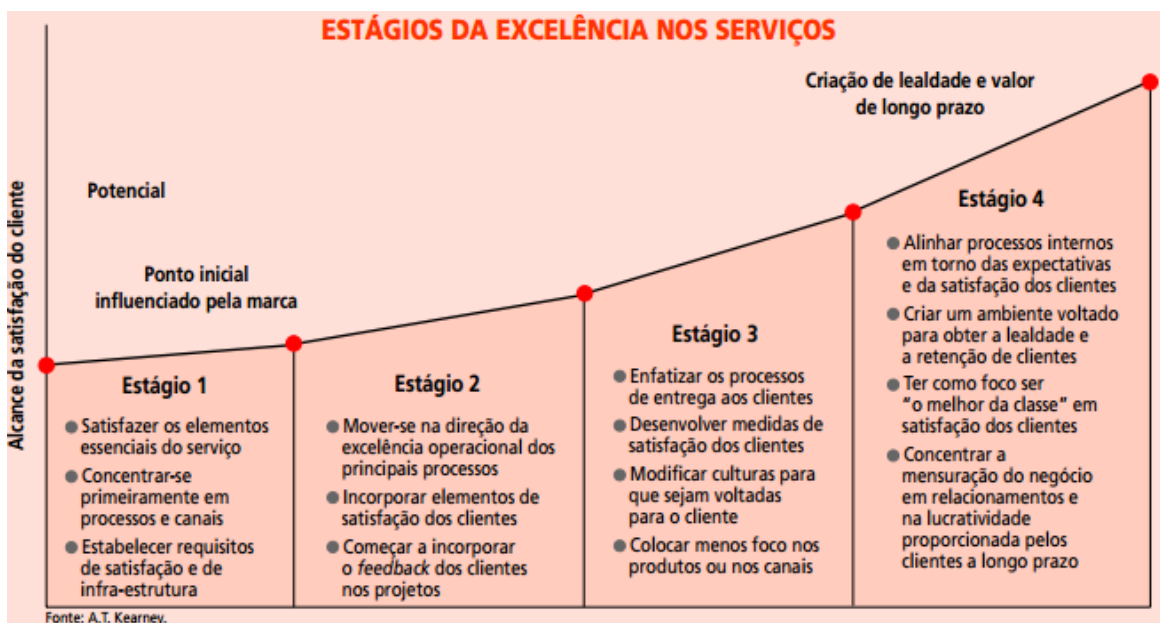 ESTÁGIOS DA EXCELÊNCIA NOS SERVIÇOS
Criação de lealdade e valor
de longo prazo
Alcance da satisfação do cliente
Potencial
Ponto inicial
influenciado pela marca
Estágio 1
● Satisfazer os elementos
essenciais do serviço
● Concentrar-se
primeiramente em
processos e canais
● Estabelecer requisitos
de satisfação e de
infra-estrutura
Estágio 2
● Mover-se na direção da
excelência operacional dos
principais processos
● Incorporar elementos de
satisfação dos clientes
● Começar a incorporar
o feedback dos clientes
nos projetos
Estágio 3
● Enfatizar os processos
de entrega aos clientes
● Desenvolver medidas de
satisfação dos clientes
● Modificar culturas para
que sejam voltadas
para o cliente
● Colocar menos foco nos
produtos ou nos canais
Estágio 4
● Alinhar processos internos
em torno das expectativas
e da satisfação dos clientes
● Criar um ambiente voltado
para obter a lealdade e
a retenção de clientes
● Ter como foco ser
“o melhor da classe” em
satisfação dos clientes
● Concentrar a
mensuração do negócio
em relacionamentos e
na lucratividade
proporcionada pelos
clientes a longo prazo
Fonte: A.T. Kearney.